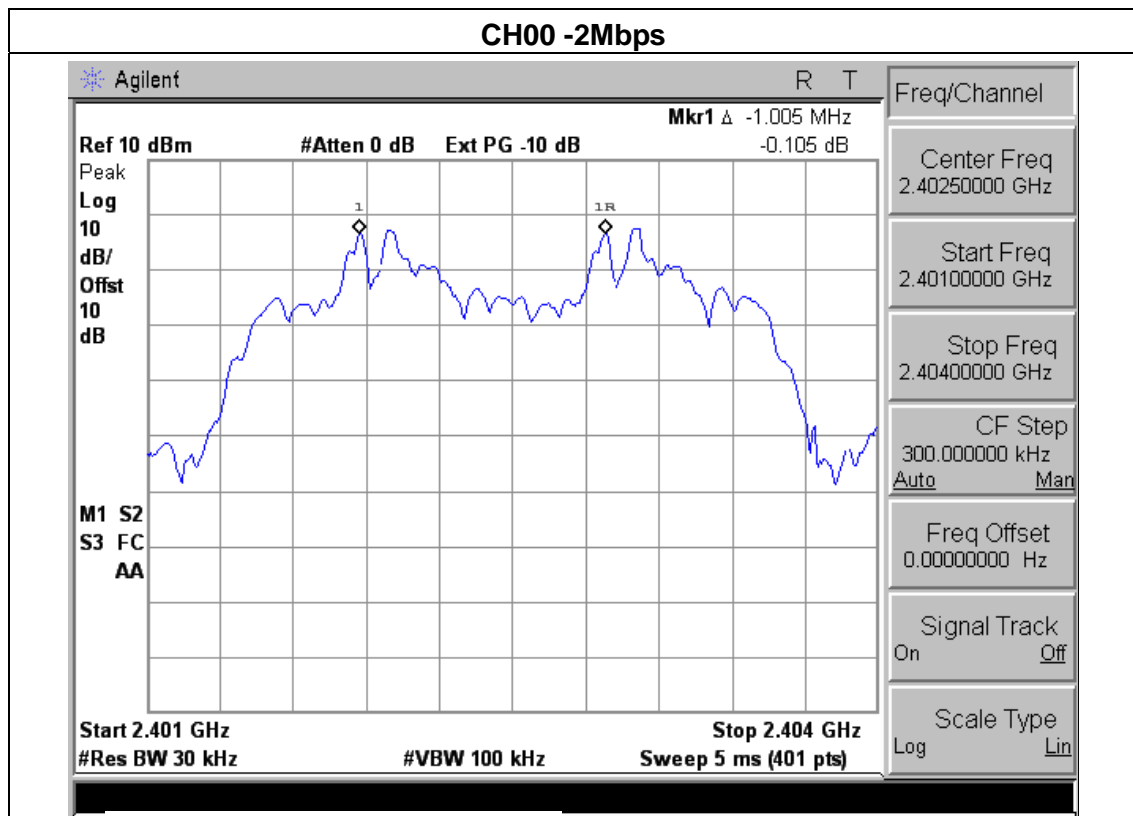 CH00 -2Mbps
Agilent R T
Mkr1 Δ -1.005 MHz
Ref 10 dBm #Atten 0 dB Ext PG -10 dB -0.105 dB
Peak
Log
10
dB/
Offst
10
dB
1
1R
M1 S2
S3 FC
AA
Start 2.401 GHz Stop 2.404 GHz
#Res BW 30 kHz #VBW 100 kHz Sweep 5 ms (401 pts)
Freq/Channel
Center Freq
2.40250000 GHz
Start Freq
2.40100000 GHz
Stop Freq
2.40400000 GHz
CF Step
300.000000 kHz
Auto Man
Freq Offset
0.00000000 Hz
Signal Track
On Off
Scale Type
Log Lin